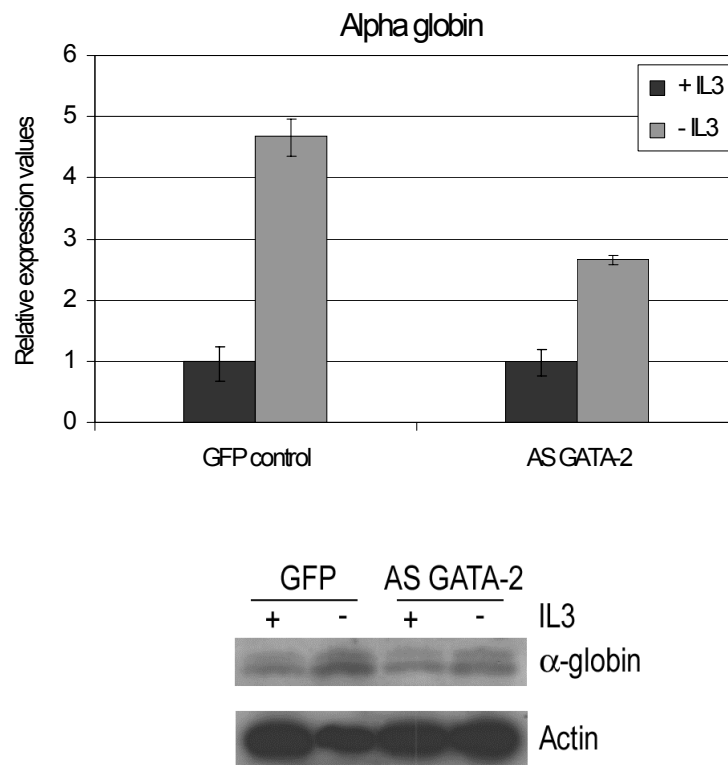 Alpha globin
Relative expression values
6
5
4
3
2
1
0
+ IL3
- IL3
GFP control
AS GATA-2
GFP AS GATA-2
+ - + - IL3
α-globin
Actin